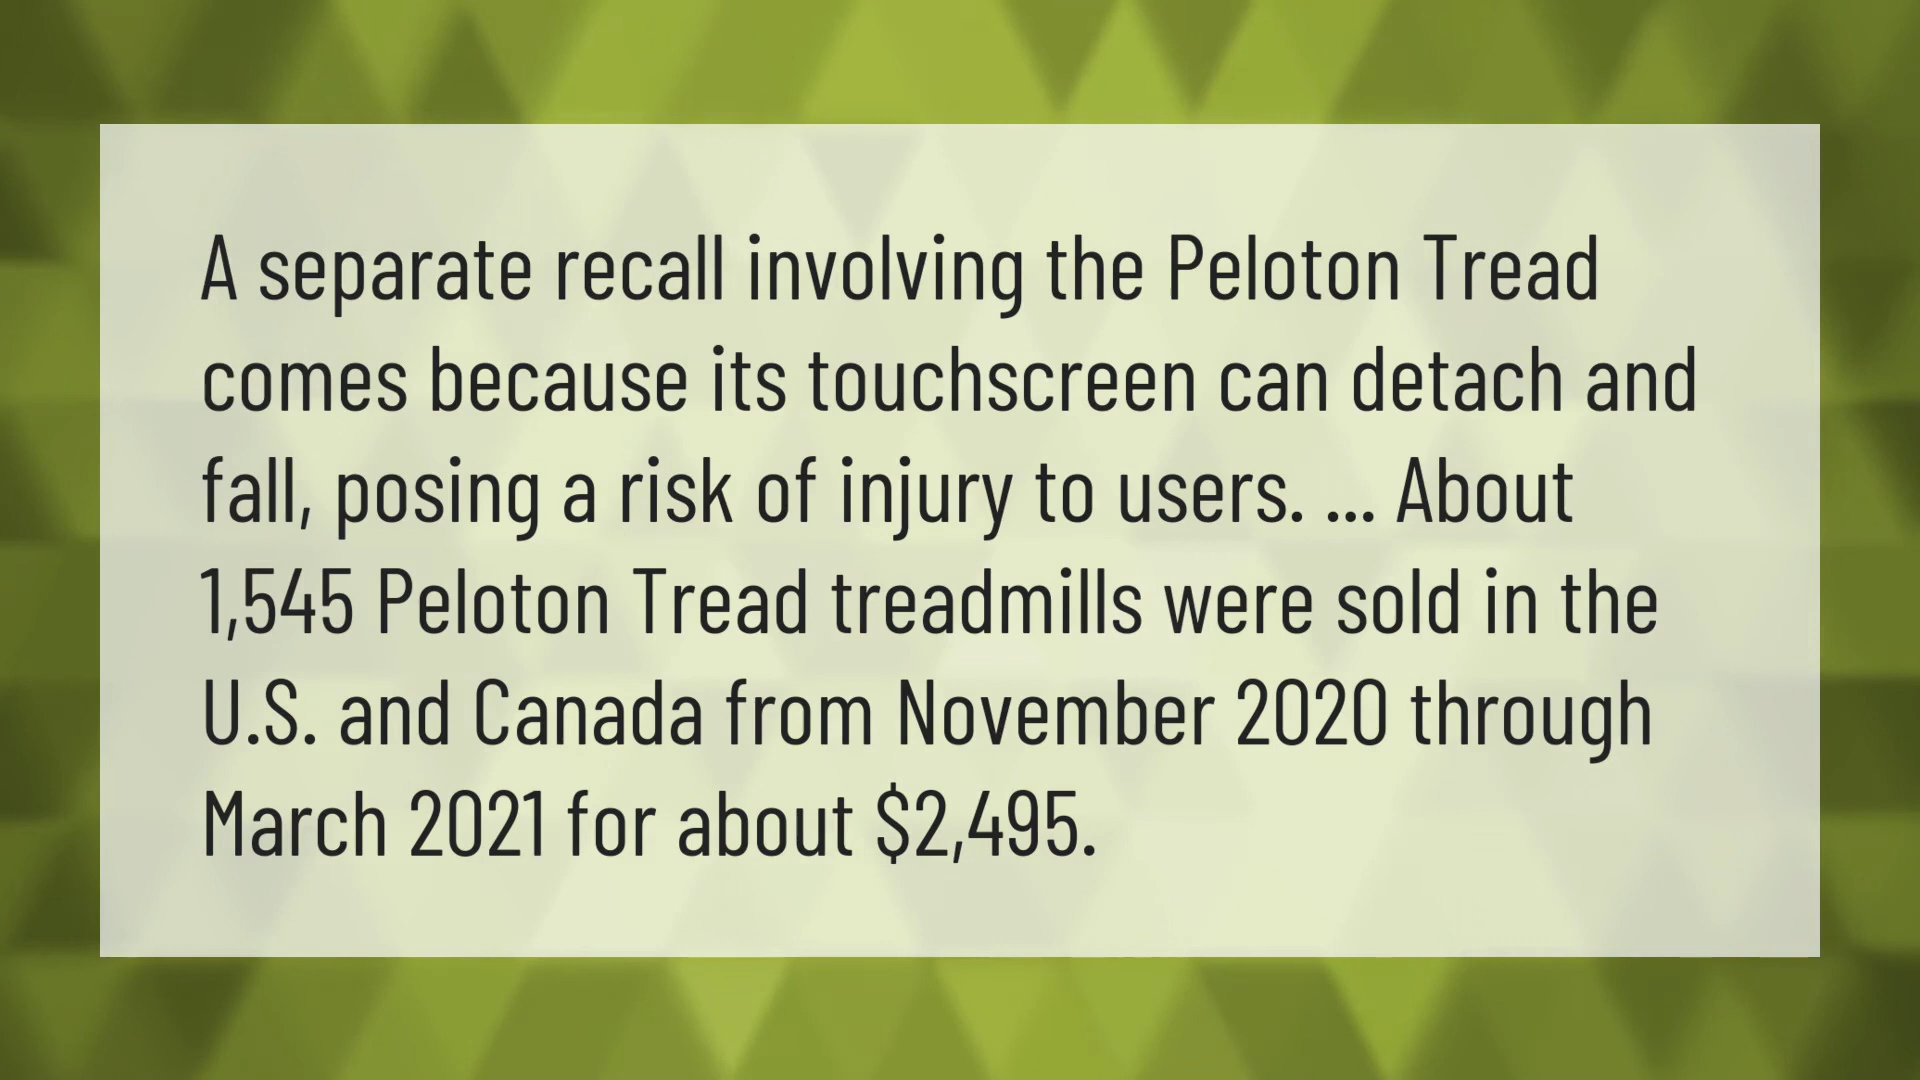 A separate recall involving the Peloton Tread
comes because its touchscreen can detach and
fall, posing a risk of injury to users. ... About
1,545 Peloton Tread treadmills were sold in the
U.S. and Canada from November 2020 through
March 2021 for about $2,495.